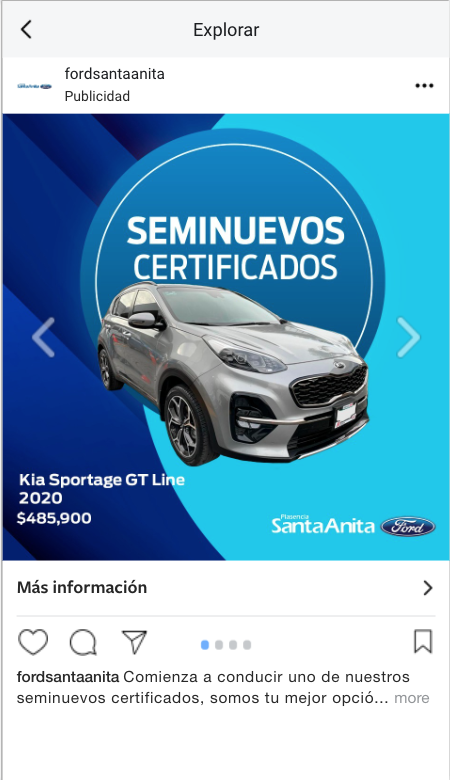 Explorar
fordsantaanita
Publicidad
SEMINUEVOS
CERTIFICADOS
Kia Sportage GT Line
2020
$485,900
Plasencia
SantaAnita Ford
Más información
fordsantaanita Comienza a conducir uno de nuestros
seminuevos certificados, somos tu mejor opció... more